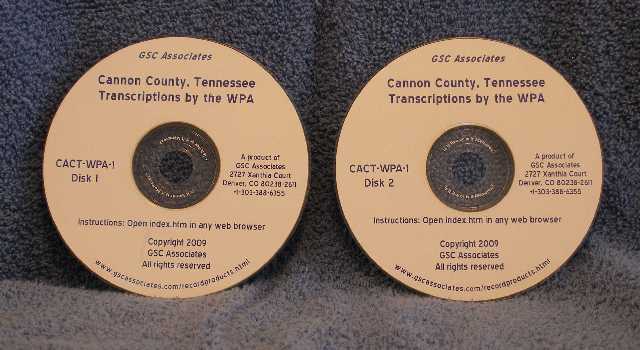 GSC Associates
Cannon County, Tennessee
Transcriptions by the WPA
CACT-WPA-1
Disk 1
A product of
GSC Associates
2727 Xanthia Court
Denver, CO 80238-2611
+1-303-388-6355
Instructions: Open index.htm in any web browser
Copyright 2009
GSC Associates
All rights reserved
www.gscassociates.com/recordproducts.html
GSC Associates
Cannon County, Tennessee
Transcriptions by the WPA
CACT-WPA-1
Disk 2
A product of
GSC Associates
2727 Xanthia Court
Denver, CO 80238-2611
+1-303-388-6355
Instructions: Open index.htm in any web browser
Copyright 2009
GSC Associates
All rights reserved
www.gscassociates.com/recordproducts.html